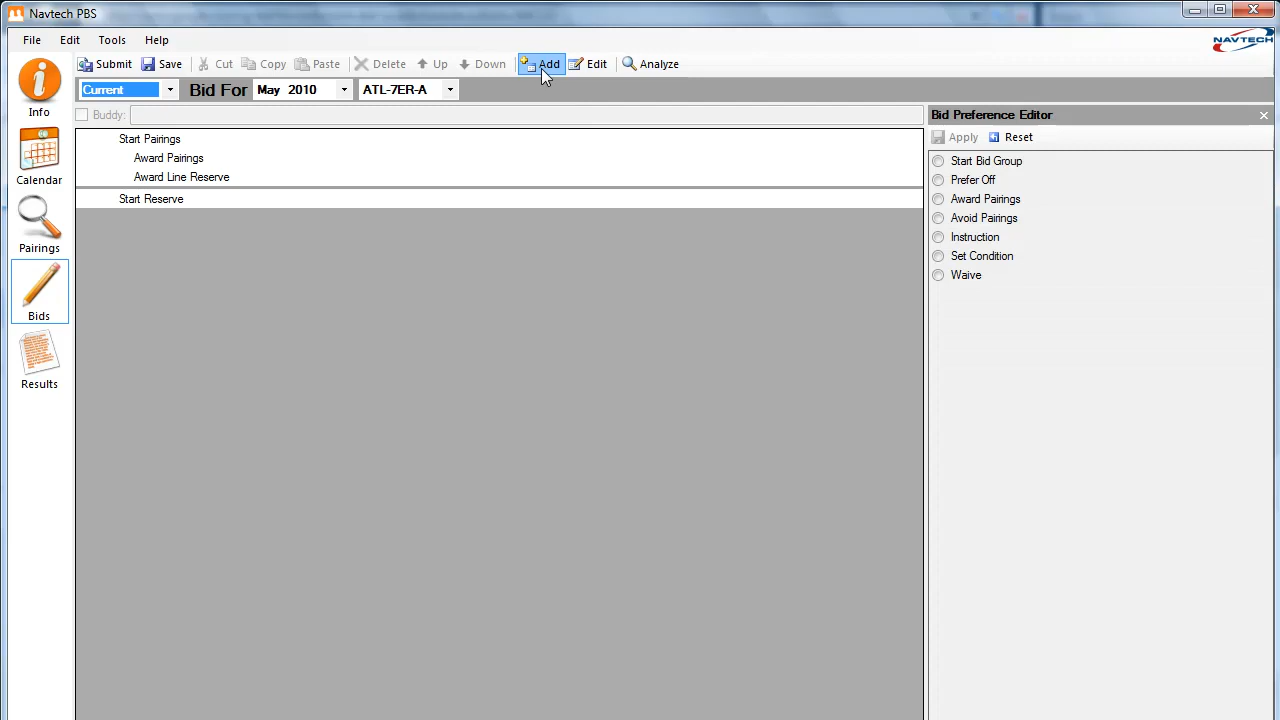 Navtech PBS
File Edit Tools Help
NAVTECH
Submit Save Cut Copy Paste Delete Up Down Add Edit Analyze
Current Bid For May 2010 ATL-7ER-A
Info
Calendar
Pairings
Bids
Results
Buddy:
Start Pairings
Award Pairings
Award Line Reserve
Start Reserve
Bid Preference Editor
Apply Reset
Start Bid Group
Prefer Off
Award Pairings
Avoid Pairings
Instruction
Set Condition
Waive